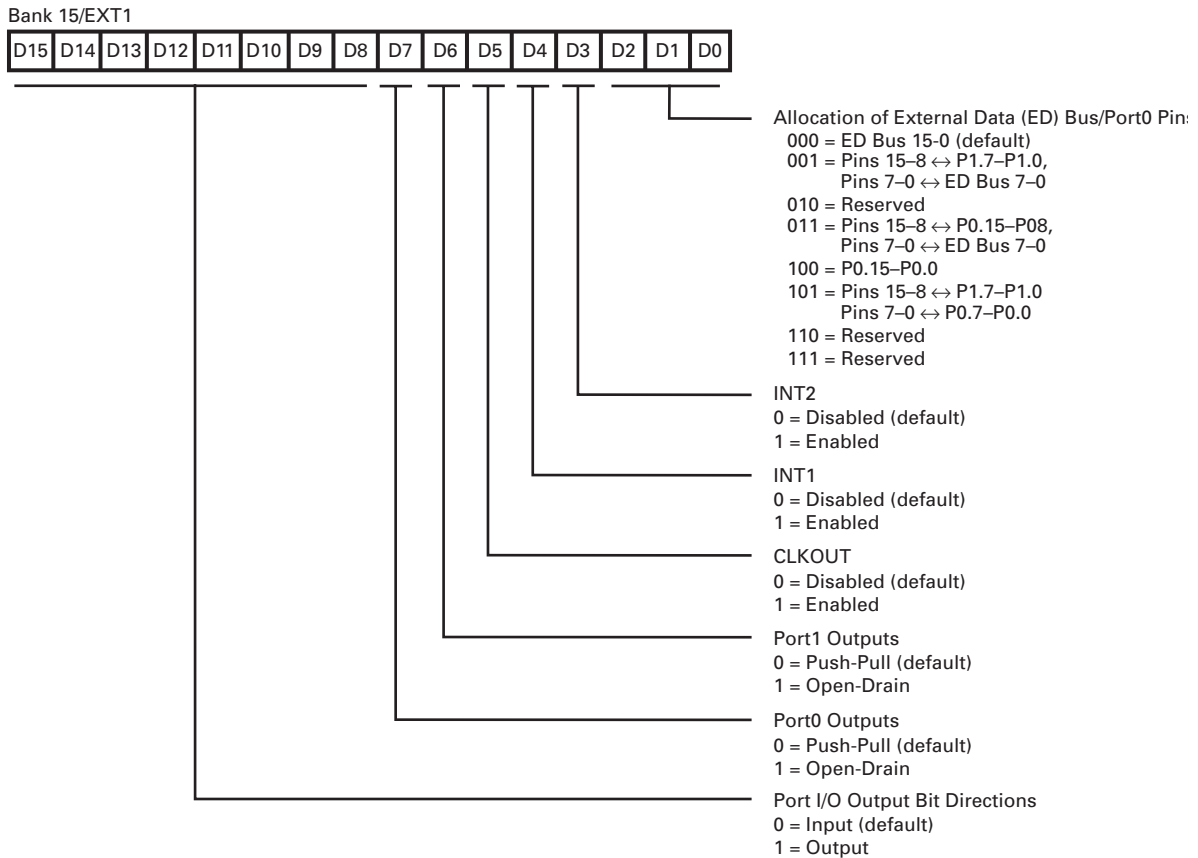 Bank 15/EXT1
D15 D14 D13 D12 D11 D10 D9 D8 D7 D6 D5 D4 D3 D2 D1 D0
Allocation of External Data (ED) Bus/Port0 Pins
000 = ED Bus 15-0 (default)
001 = Pins 15–8 ↔ P1.7–P1.0,
Pins 7–0 ↔ ED Bus 7–0
010 = Reserved
011 = Pins 15–8 ↔ P0.15–P08,
Pins 7–0 ↔ ED Bus 7–0
100 = P0.15–P0.0
101 = Pins 15–8 ↔ P1.7–P1.0
Pins 7–0 ↔ P0.7–P0.0
110 = Reserved
111 = Reserved
INT2
0 = Disabled (default)
1 = Enabled
INT1
0 = Disabled (default)
1 = Enabled
CLKOUT
0 = Disabled (default)
1 = Enabled
Port1 Outputs
0 = Push-Pull (default)
1 = Open-Drain
Port0 Outputs
0 = Push-Pull (default)
1 = Open-Drain
Port I/O Output Bit Directions
0 = Input (default)
1 = Output